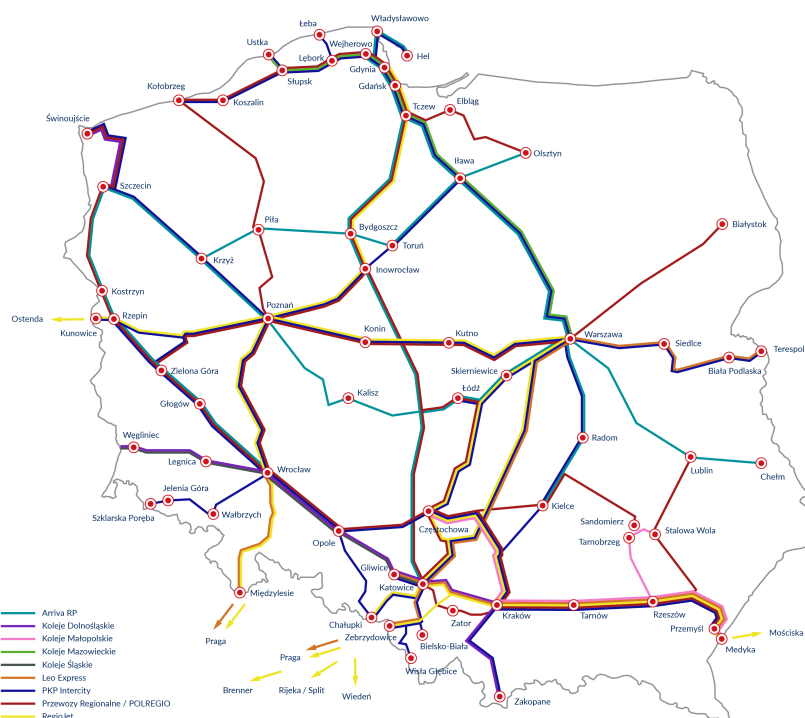 Władysławowo
Łeba
Ustka
Wejherowo
Lębork
Hel
Gdynia
Słupsk
Gdańsk
Kołobrzeg
Koszalin
Elbląg
Tczew
Świnoujście
Olsztyn
Iława
Szczecin
Piła
Białystok
Bydgoszcz
Toruń
Krzyż
Inowrocław
Kostrzyn
Poznań
Ostenda
Rzepin
Konin
Kutno
Warszawa
Kunowice
Siedlce
Terespol
Skierniewice
Biała Podlaska
Zielona Góra
Łódź
Kalisz
Głogów
Radom
Węgliniec
Legnica
Wrocław
Lublin
Chełm
Jelenia Góra
Kielce
Szklarska Poręba
Wałbrzych
Sandomierz
Częstochowa
Stalowa Wola
Opole
Tarnobrzeg
Gliwice
Katowice
Międzylesie
Arriva RP
Koleje Dolnośląskie
Koleje Małopolskie
Koleje Mazowieckie
Koleje Śląskie
Leo Express
PKP Intercity
Przewozy Regionalne / POLREGIO
RegioJet
Praga
Chałupki
Zator
Kraków
Tarnów
Rzeszów
Przemyśl
Mościska
Zebrzydowice
Bielsko-Biała
Medyka
Praga
Wisła Głębice
Brenner
Rijeka / Split
Wiedeń
Zakopane